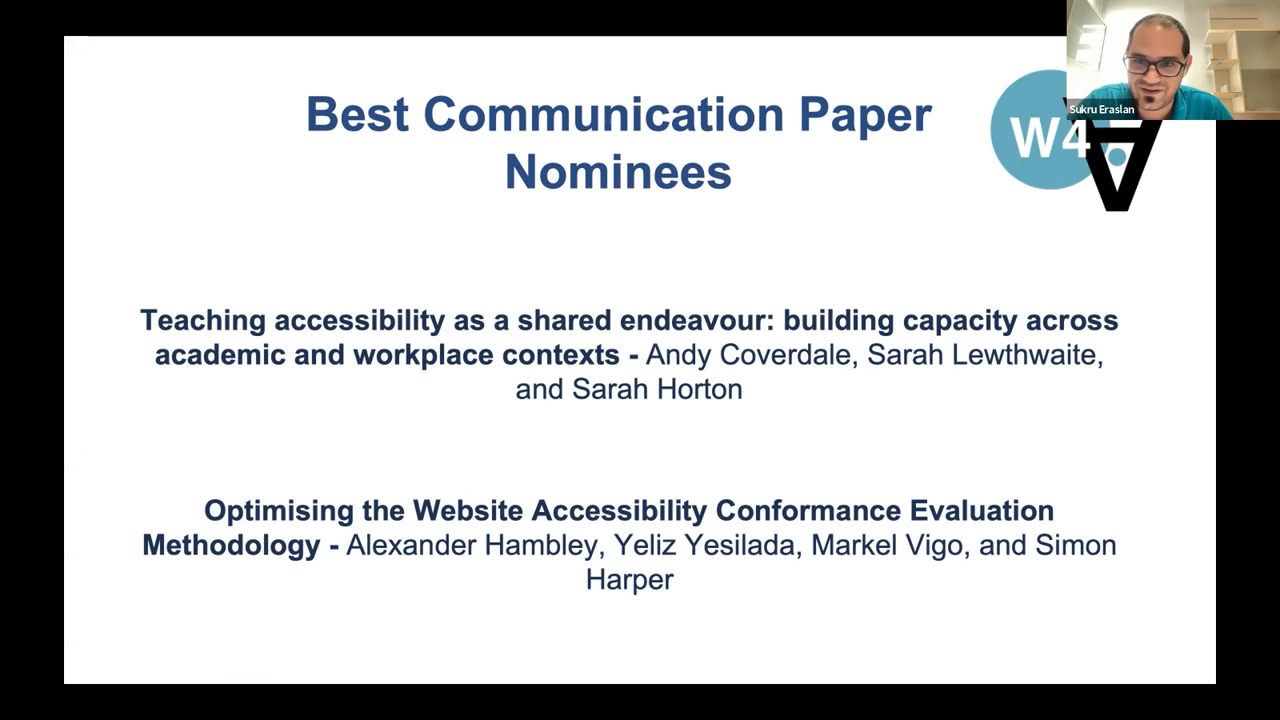 Best Communication Paper
Nominees
W4
Sukru Eraslan
Teaching accessibility as a shared endeavour: building capacity across
academic and workplace contexts - Andy Coverdale, Sarah Lewthwaite,
and Sarah Horton
Optimising the Website Accessibility Conformance Evaluation
Methodology - Alexander Hambley, Yeliz Yesilada, Markel Vigo, and Simon
Harper